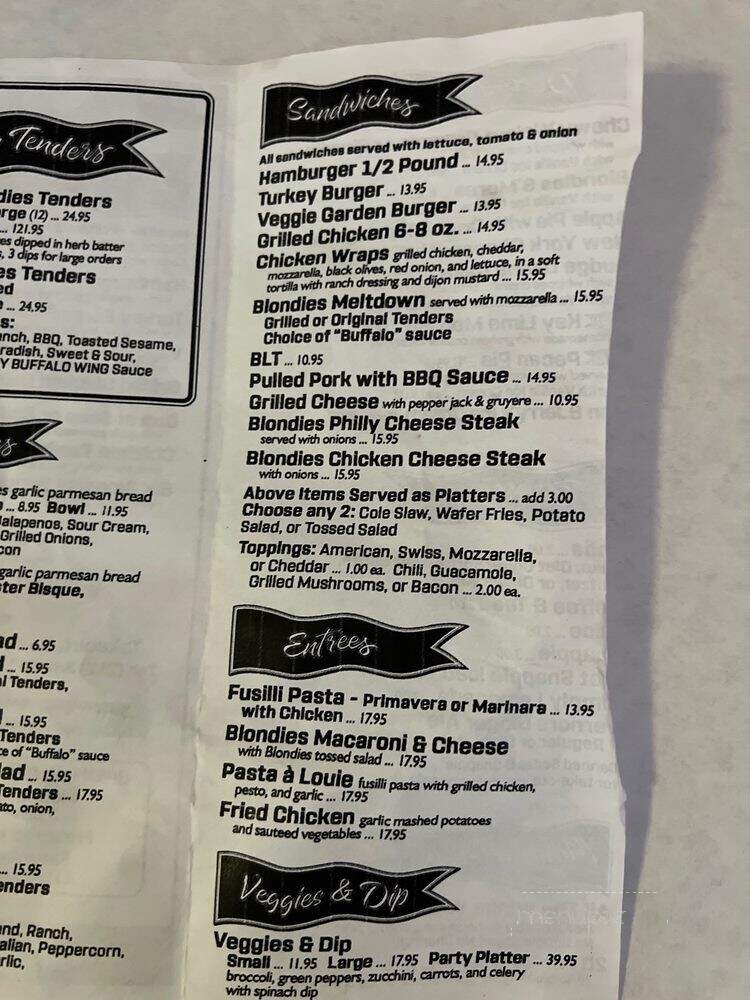 Tenders
dies Tenders
rge (12) ... 24.95
... 121.95
es dipped in herb batter
, 3 dips for large orders
es Tenders
ed
... 24.95
s:
nch, BBQ, Toasted Sesame,
radish, Sweet & Sour,
Y BUFFALO WING Sauce
s garlic parmesan bread
... 8.95 Bowl ... 11.95
Jalapenos, Sour Cream,
Grilled Onions,
con
garlic parmesan bread
ster Bisque,
ad ... 6.95
... 15.95
al Tenders,
... 15.95
Tenders
ce of "Buffalo" sauce
lad ... 15.95
Tenders ... 17.95
ato, onion,
... 15.95
enders
nd, Ranch,
alian, Peppercorn,
rlic,
Sandwiches
All sandwiches served with lettuce, tomato & onion
Hamburger 1/2 Pound ... 14.95
Turkey Burger ... 13.95
Veggie Garden Burger ... 13.95
Grilled Chicken 6-8 oz. ... 14.95
Chicken Wraps grilled chicken, cheddar,
mozzarella, black olives, red onion, and lettuce, in a soft
tortilla with ranch dressing and dijon mustard ... 15.95
Blondies Meltdown served with mozzarella ... 15.95
Grilled or Original Tenders
Choice of "Buffalo" sauce
BLT ... 10.95
Pulled Pork with BBQ Sauce ... 14.95
Grilled Cheese with pepper jack & gruyere ... 10.95
Blondies Philly Cheese Steak
served with onions ... 15.95
Blondies Chicken Cheese Steak
with onions ... 15.95
Above Items Served as Platters ... add 3.00
Choose any 2: Cole Slaw, Wafer Fries, Potato
Salad, or Tossed Salad
Toppings: American, Swiss, Mozzarella,
or Cheddar ... 1.00 ea. Chili, Guacamole,
Grilled Mushrooms, or Bacon ... 2.00 ea.
Entrees
Fusilli Pasta - Primavera or Marinara ... 13.95
with Chicken ... 17.95
Blondies Macaroni & Cheese
with Blondies tossed salad ... 17.95
Pasta à Louie fusilli pasta with grilled chicken,
pesto, and garlic ... 17.95
Fried Chicken garlic mashed potatoes
and sauteed vegetables ... 17.95
Veggies & Dip
Veggies & Dip
Small ... 11.95 Large ... 17.95 Party Platter ... 39.95
broccoli, green peppers, zucchini, carrots, and celery
with spinach dip